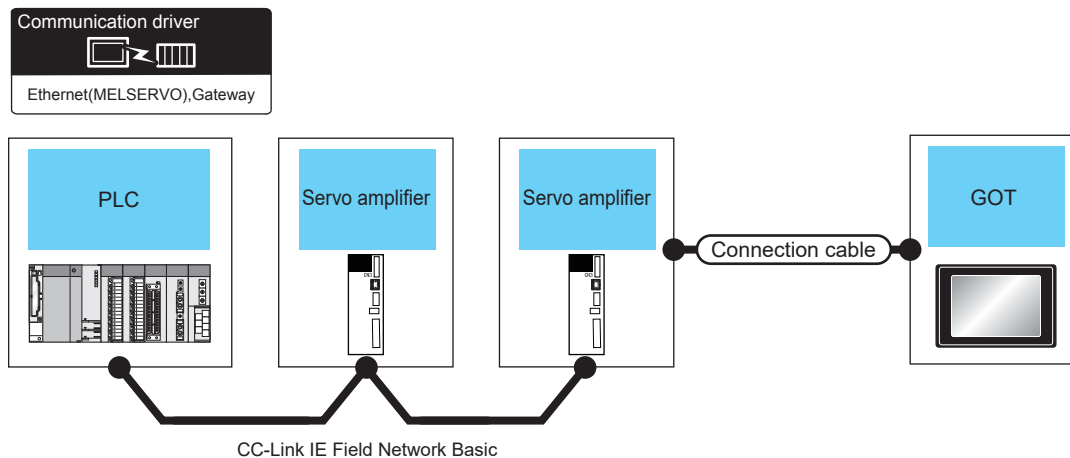 Communication driver
Ethernet(MELSERVO),Gateway
PLC
Servo amplifier
Servo amplifier
GOT
Connection cable
CC-Link IE Field Network Basic